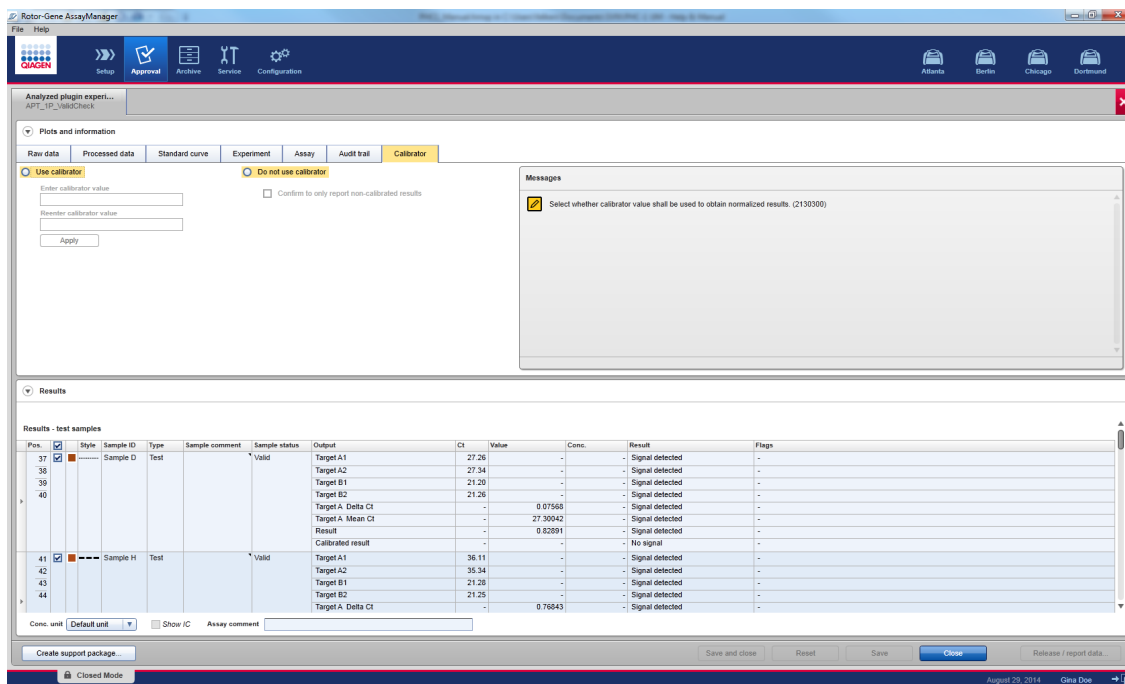 Rotor-Gene AssayManager
File Help
QIAGEN
Setup Approval Archive Service Configuration Atlanta Berlin Chicago Dortmund
Analyzed plugin experi...
APT_1P_ValidCheck
Plots and information
Raw data Processed data Standard curve Experiment Assay Audit trail Calibrator
Use calibrator Do not use calibrator
Messages
Enter calibrator value Confirm to only report non-calibrated results
Select whether calibrator value shall be used to obtain normalized results. (2130300)
Reenter calibrator value
Apply
Results
Results - test samples
Pos. Style Sample ID Type Sample comment Sample status Output Ct Value Conc. Result Flags
37 Sample D Test Valid Target A1 27.26 - - Signal detected -
38 Target A2 27.34 - - Signal detected -
39 Target B1 21.20 - - Signal detected -
40 Target B2 21.26 - - Signal detected -
Target A Delta Ct - 0.07568 - Signal detected -
Target A Mean Ct - 27.30042 - Signal detected -
Result - 0.82891 - Signal detected -
Calibrated result - - - No signal -
41 Sample H Test Valid Target A1 36.11 - - Signal detected -
42 Target A2 35.34 - - Signal detected -
43 Target B1 21.28 - - Signal detected -
44 Target B2 21.25 - - Signal detected -
Target A Delta Ct - 0.76843 - Signal detected -
Conc. unit Default unit Show IC Assay comment
Create support package... Save and close Reset Save Close Release / report data...
Closed Mode August 29, 2014 Gina Doe